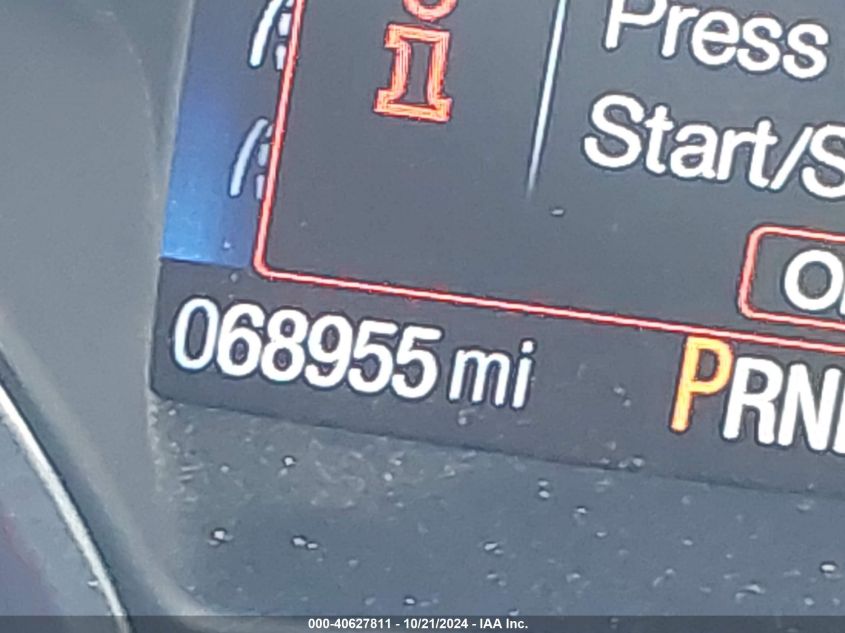 Press
Start/S
068955 mi
PRN
000-40627811 - 10/21/2024 - IAA Inc.